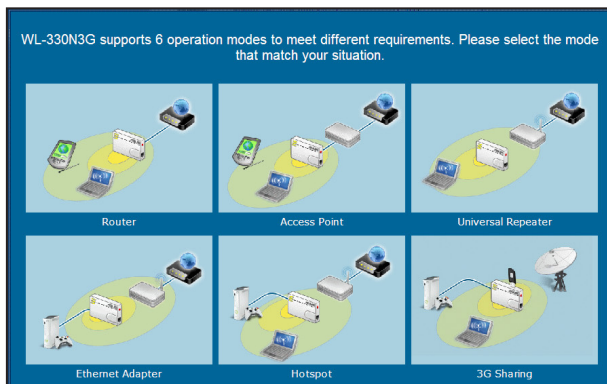 WL-330N3G supports 6 operation modes to meet different requirements. Please select the mode
that match your situation.
Router
Access Point
Universal Repeater
Ethernet Adapter
Hotspot
3G Sharing